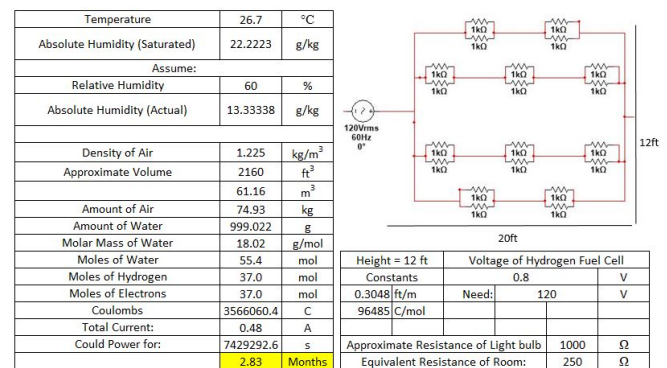 Temperature 26.7 °C
Absolute Humidity (Saturated) 22.2223 g/kg
Assume:
Relative Humidity 60 %
Absolute Humidity (Actual) 13.33338 g/kg
Density of Air 1.225 kg/m³
Approximate Volume 2160 ft³
61.16 m³
Amount of Air 74.93 kg
Amount of Water 999.022 g
Molar Mass of Water 18.02 g/mol
Moles of Water 55.4 mol
Moles of Hydrogen 37.0 mol
Moles of Electrons 37.0 mol
Coulombs 3566060.4 C
Total Current: 0.48 A
Could Power for: 7429292.6 s
2.83 Months
1kΩ 1kΩ
1kΩ 1kΩ
1kΩ 1kΩ 1kΩ
1kΩ 1kΩ 1kΩ
120Vrms
60Hz
0°
12ft
1kΩ 1kΩ 1kΩ
1kΩ 1kΩ 1kΩ
1kΩ 1kΩ
1kΩ 1kΩ
20ft
Height = 12 ft Voltage of Hydrogen Fuel Cell
Constants 0.8 V
0.3048 ft/m Need: 120 V
96485 C/mol
Approximate Resistance of Light bulb 1000 Ω
Equivalent Resistance of Room: 250 Ω